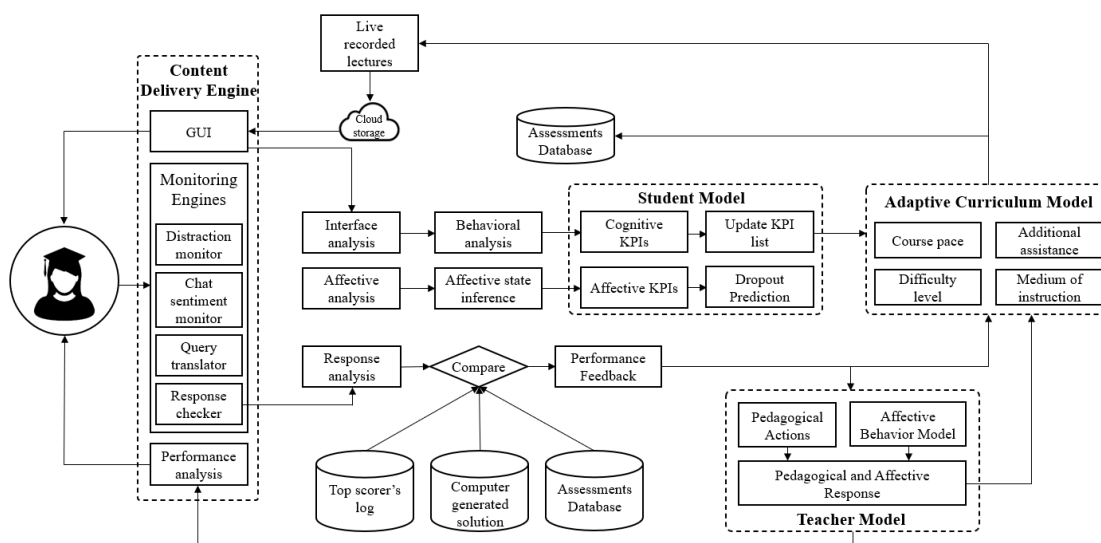 Live
recorded
lectures
Content
Delivery Engine
GUI
Cloud
storage
Assessments
Database
Monitoring
Engines
Distraction
monitor
Chat
sentiment
monitor
Query
translator
Response
checker
Performance
analysis
Interface
analysis
Behavioral
analysis
Affective
analysis
Affective state
inference
Student Model
Cognitive
KPIs
Update KPI
list
Affective KPIs
Dropout
Prediction
Adaptive Curriculum Model
Course pace
Additional
assistance
Difficulty
level
Medium of
instruction
Response
analysis
Compare
Performance
Feedback
Top scorer's
log
Computer
generated
solution
Assessments
Database
Pedagogical
Actions
Affective
Behavior Model
Pedagogical and Affective
Response
Teacher Model